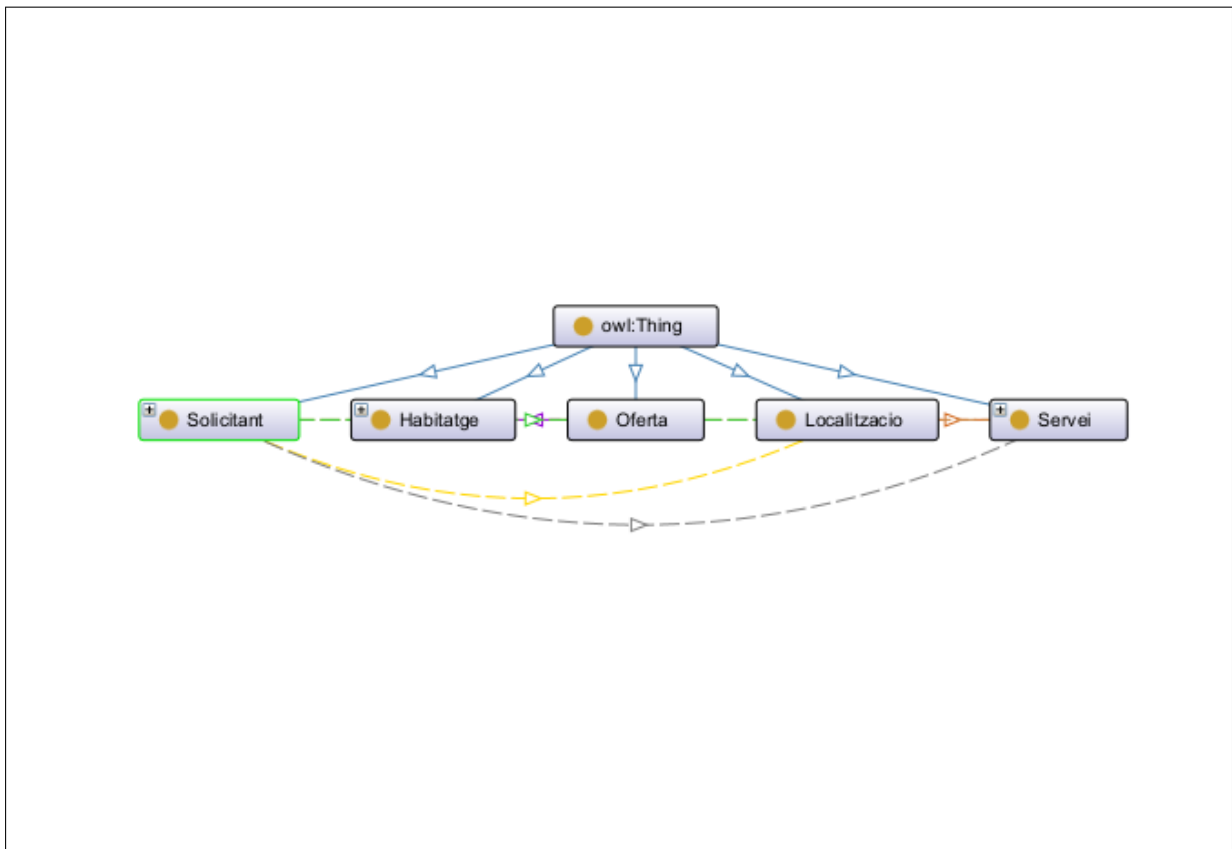 owl:Thing
Solicitant
Habitatge
Oferta
Localitzacio
Servei